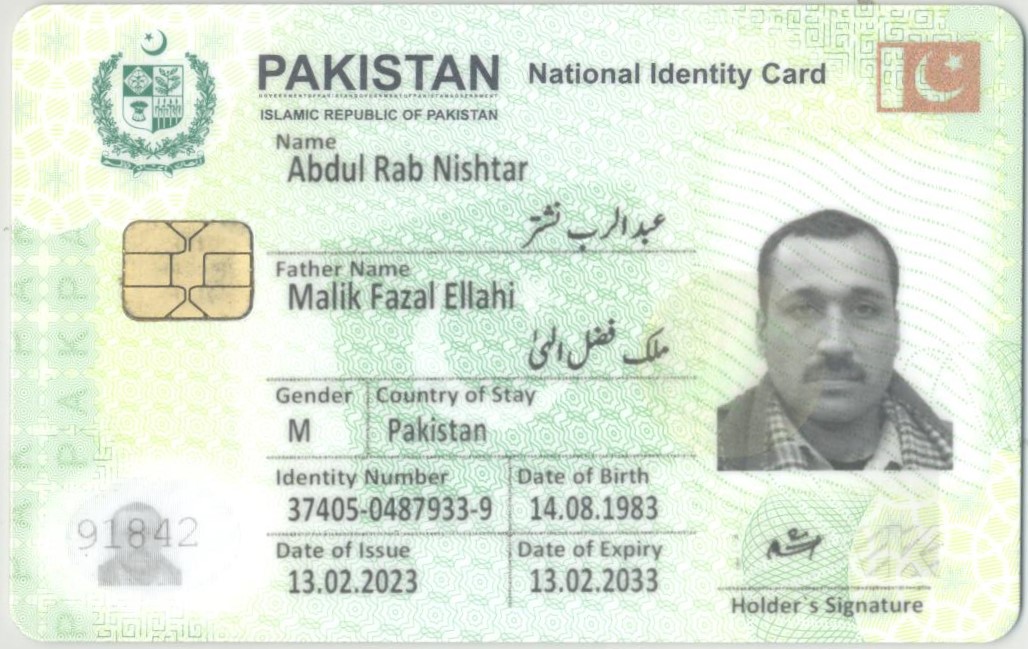 PAKISTAN National Identity Card
ISLAMIC REPUBLIC OF PAKISTAN
Name
Abdul Rab Nishtar
عبد الرب نشتر
Father Name
Malik Fazal Ellahi
ملک فضل الہیٰ
Gender Country of Stay
M Pakistan
Identity Number Date of Birth
37405-0487933-9 14.08.1983
Date of Issue Date of Expiry
13.02.2023 13.02.2033
91842
Holder's Signature